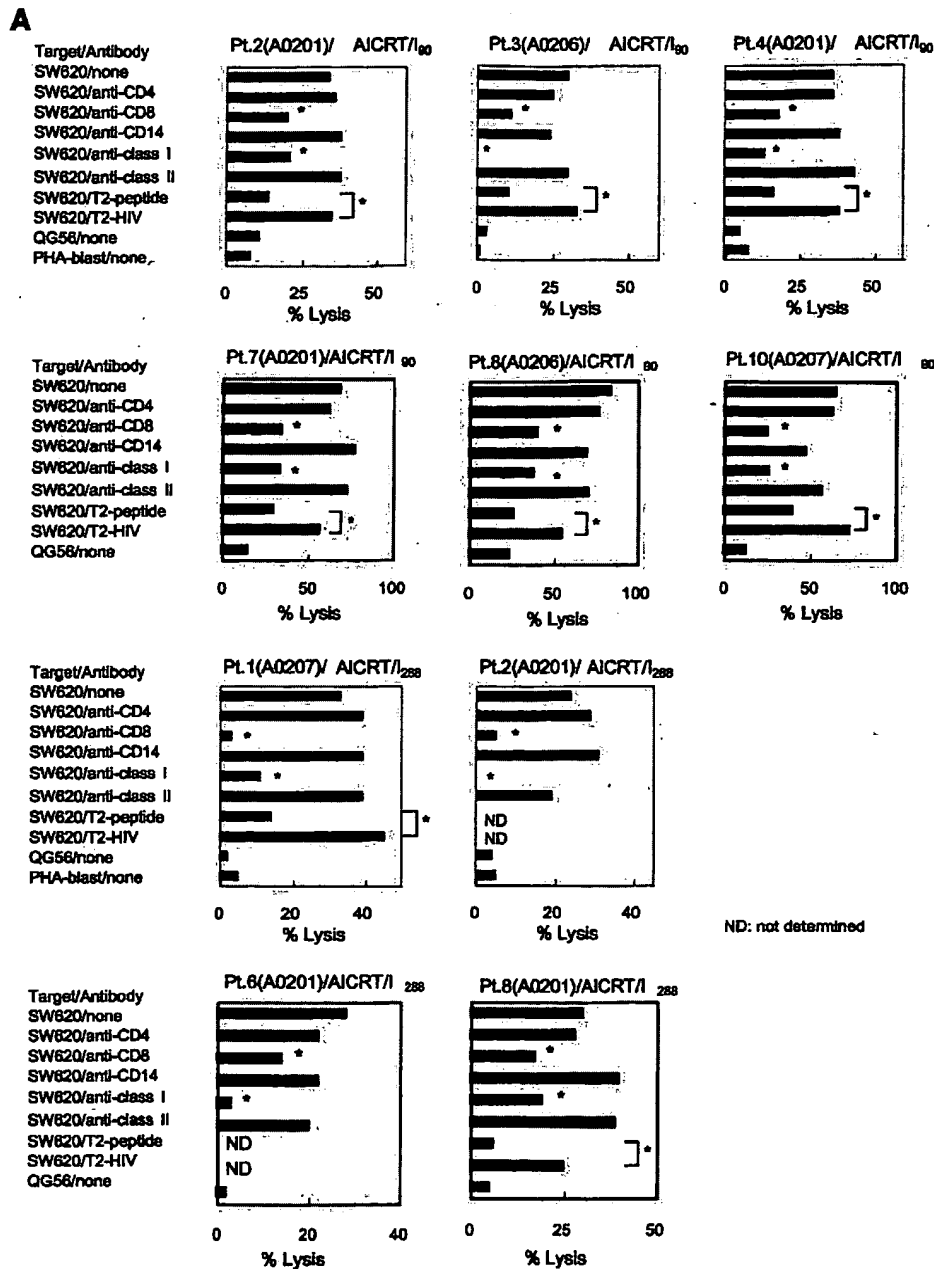 A
Pt.2(A0201)/ AICRT/I90
Pt.3(A0206)/ AICRT/I90
Pt.4(A0201)/ AICRT/I90
Target/Antibody
SW620/none
SW620/anti-CD4
SW620/anti-CD8
SW620/anti-CD14
SW620/anti-class I
SW620/anti-class II
SW620/T2-peptide
SW620/T2-HIV
QG56/none
PHA-blast/none
* * * * * * * * *
0 25 50
0 25 50
0 25 50
% Lysis
% Lysis
% Lysis
Pt.7(A0201)/AICRT/I 90
Pt.8(A0206)/AICRT/I 90
Pt.10(A0207)/AICRT/I 90
Target/Antibody
SW620/none
SW620/anti-CD4
SW620/anti-CD8
SW620/anti-CD14
SW620/anti-class I
SW620/anti-class II
SW620/T2-peptide
SW620/T2-HIV
QG56/none
* * * * * * * * *
0 50 100
0 50 100
0 50 100
% Lysis
% Lysis
% Lysis
Pt.1(A0207)/ AICRT/I288
Pt.2(A0201)/ AICRT/I288
Target/Antibody
SW620/none
SW620/anti-CD4
SW620/anti-CD8
SW620/anti-CD14
SW620/anti-class I
SW620/anti-class II
SW620/T2-peptide
SW620/T2-HIV
QG56/none
PHA-blast/none
* * * * *
ND
ND
0 20 40
0 20 40
% Lysis
% Lysis
ND: not determined
Pt.6(A0201)/AICRT/I 288
Pt.8(A0201)/AICRT/I 288
Target/Antibody
SW620/none
SW620/anti-CD4
SW620/anti-CD8
SW620/anti-CD14
SW620/anti-class I
SW620/anti-class II
SW620/T2-peptide
SW620/T2-HIV
QG56/none
* * * * *
ND
ND
0 20 40
0 25 50
% Lysis
% Lysis